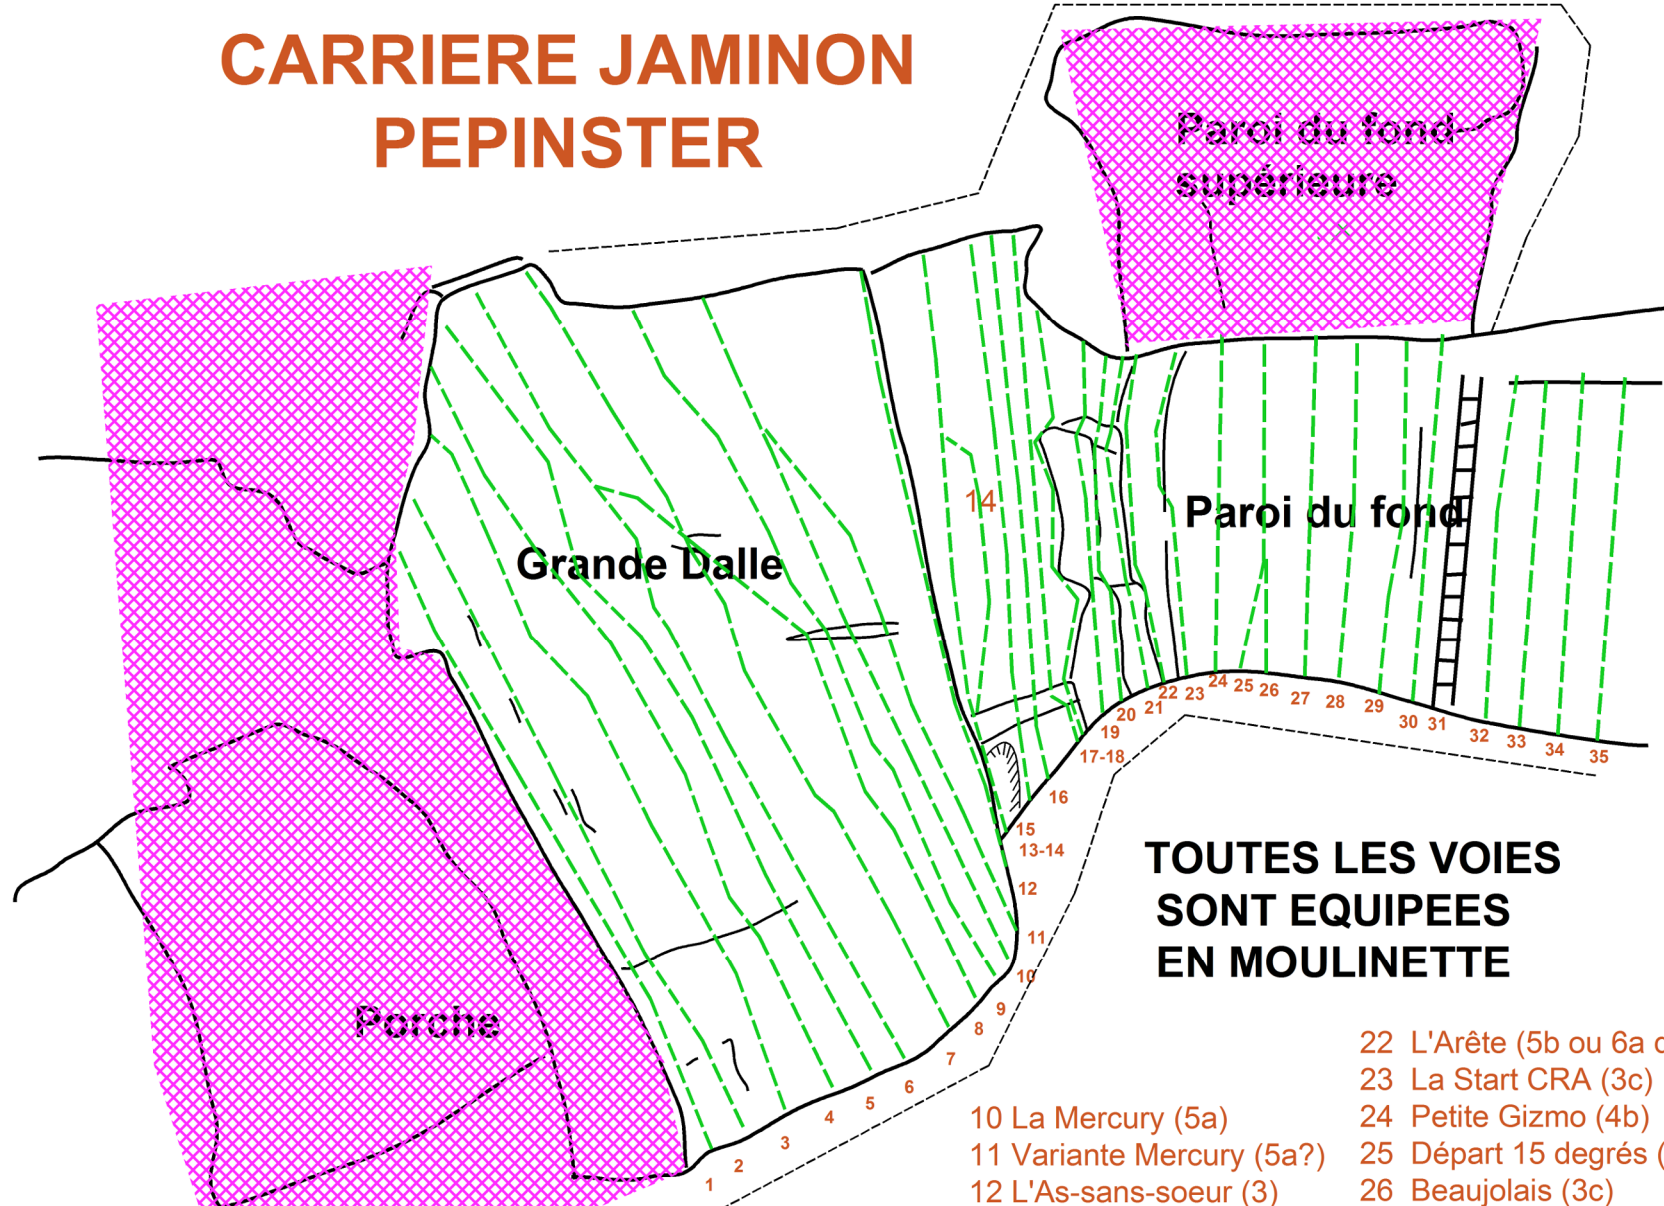 CARRIERE JAMINON
PEPINSTER
Paroi du fond
supérieure
14
Grande Dalle
Paroi du fond
Porche
1
2
3
4
5
6
7
8
9
10
11
12
13-14
15
16
17-18
19
20
21
22
23
24
25
26
27
28
29
30
31
32
33
34
35
TOUTES LES VOIES
SONT EQUIPEES
EN MOULINETTE
10 La Mercury (5a)
11 Variante Mercury (5a?)
12 L'As-sans-soeur (3)
22 L'Arête (5b ou 6a
23 La Start CRA (3c)
24 Petite Gizmo (4b)
25 Départ 15 degrés (
26 Beaujolais (3c)